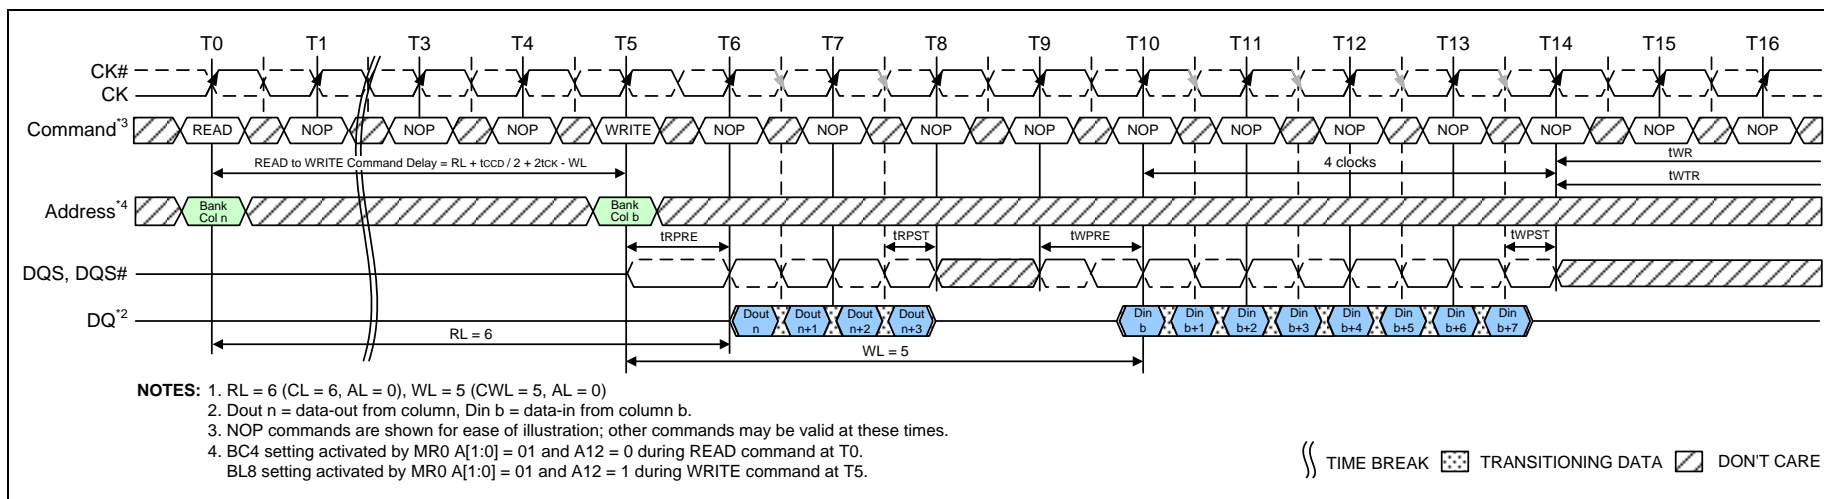 T0 T1 T3 T4 T5 T6 T7 T8 T9 T10 T11 T12 T13 T14 T15 T16
CK#
CK
Command*3 READ NOP NOP NOP WRITE NOP NOP NOP NOP NOP NOP NOP NOP NOP NOP NOP
READ to WRITE Command Delay = RL + tCCD / 2 + 2tCK - WL
4 clocks
tWR
tWTR
Address*4
Bank
Col n
Bank
Col b
tRPRE tRPST tWPRE tWPST
DQS, DQS#
DQ*2
Dout
n
Dout
n+1
Dout
n+2
Dout
n+3
Din
b
Din
b+1
Din
b+2
Din
b+3
Din
b+4
Din
b+5
Din
b+6
Din
b+7
RL = 6
WL = 5
NOTES: 1. RL = 6 (CL = 6, AL = 0), WL = 5 (CWL = 5, AL = 0)
2. Dout n = data-out from column, Din b = data-in from column b.
3. NOP commands are shown for ease of illustration; other commands may be valid at these times.
4. BC4 setting activated by MR0 A[1:0] = 01 and A12 = 0 during READ command at T0.
BL8 setting activated by MR0 A[1:0] = 01 and A12 = 1 during WRITE command at T5.
TIME BREAK TRANSITIONING DATA DON'T CARE